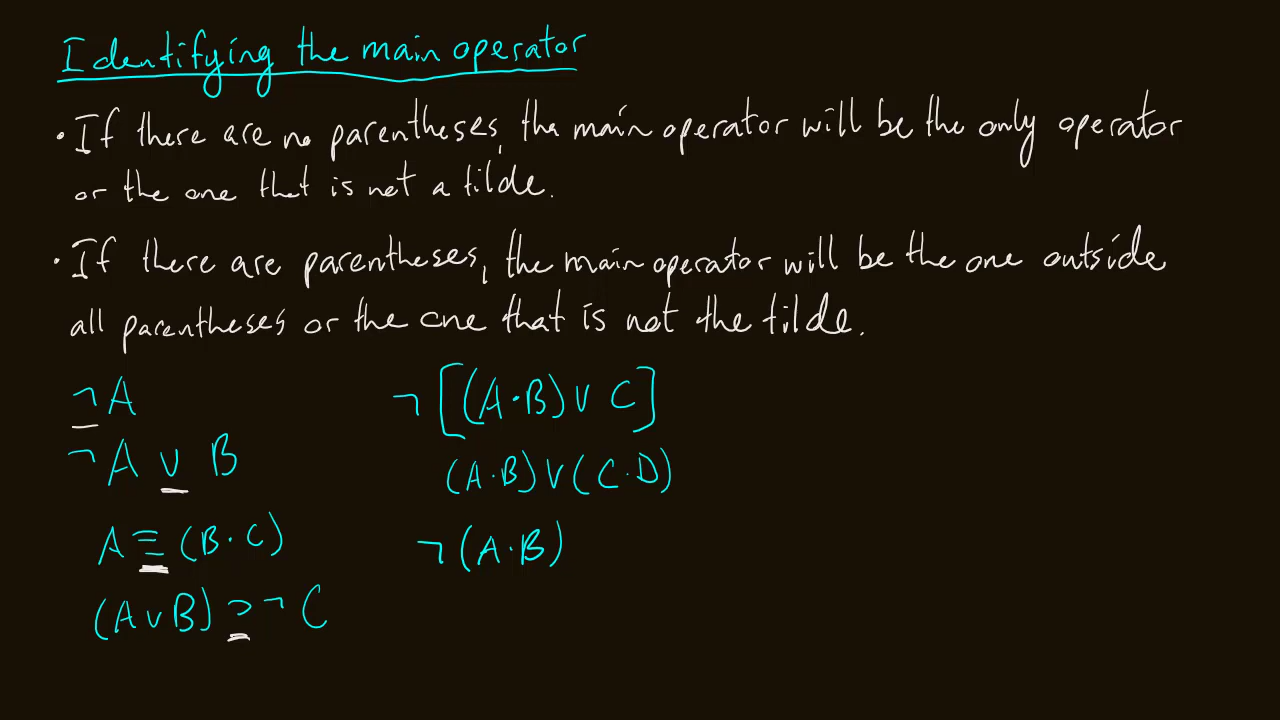 Identifying the main operator
• If there are no parentheses, the main operator will be the only operator
or the one that is not a tilde.
• If there are parentheses, the main operator will be the one outside
all parentheses or the one that is not the tilde.
¬A
¬A ∨ B
A ≡ (B · C)
(A ∨ B) ⊃ ¬C
¬[(A · B) ∨ C]
(A · B) ∨ (C · D)
¬(A · B)